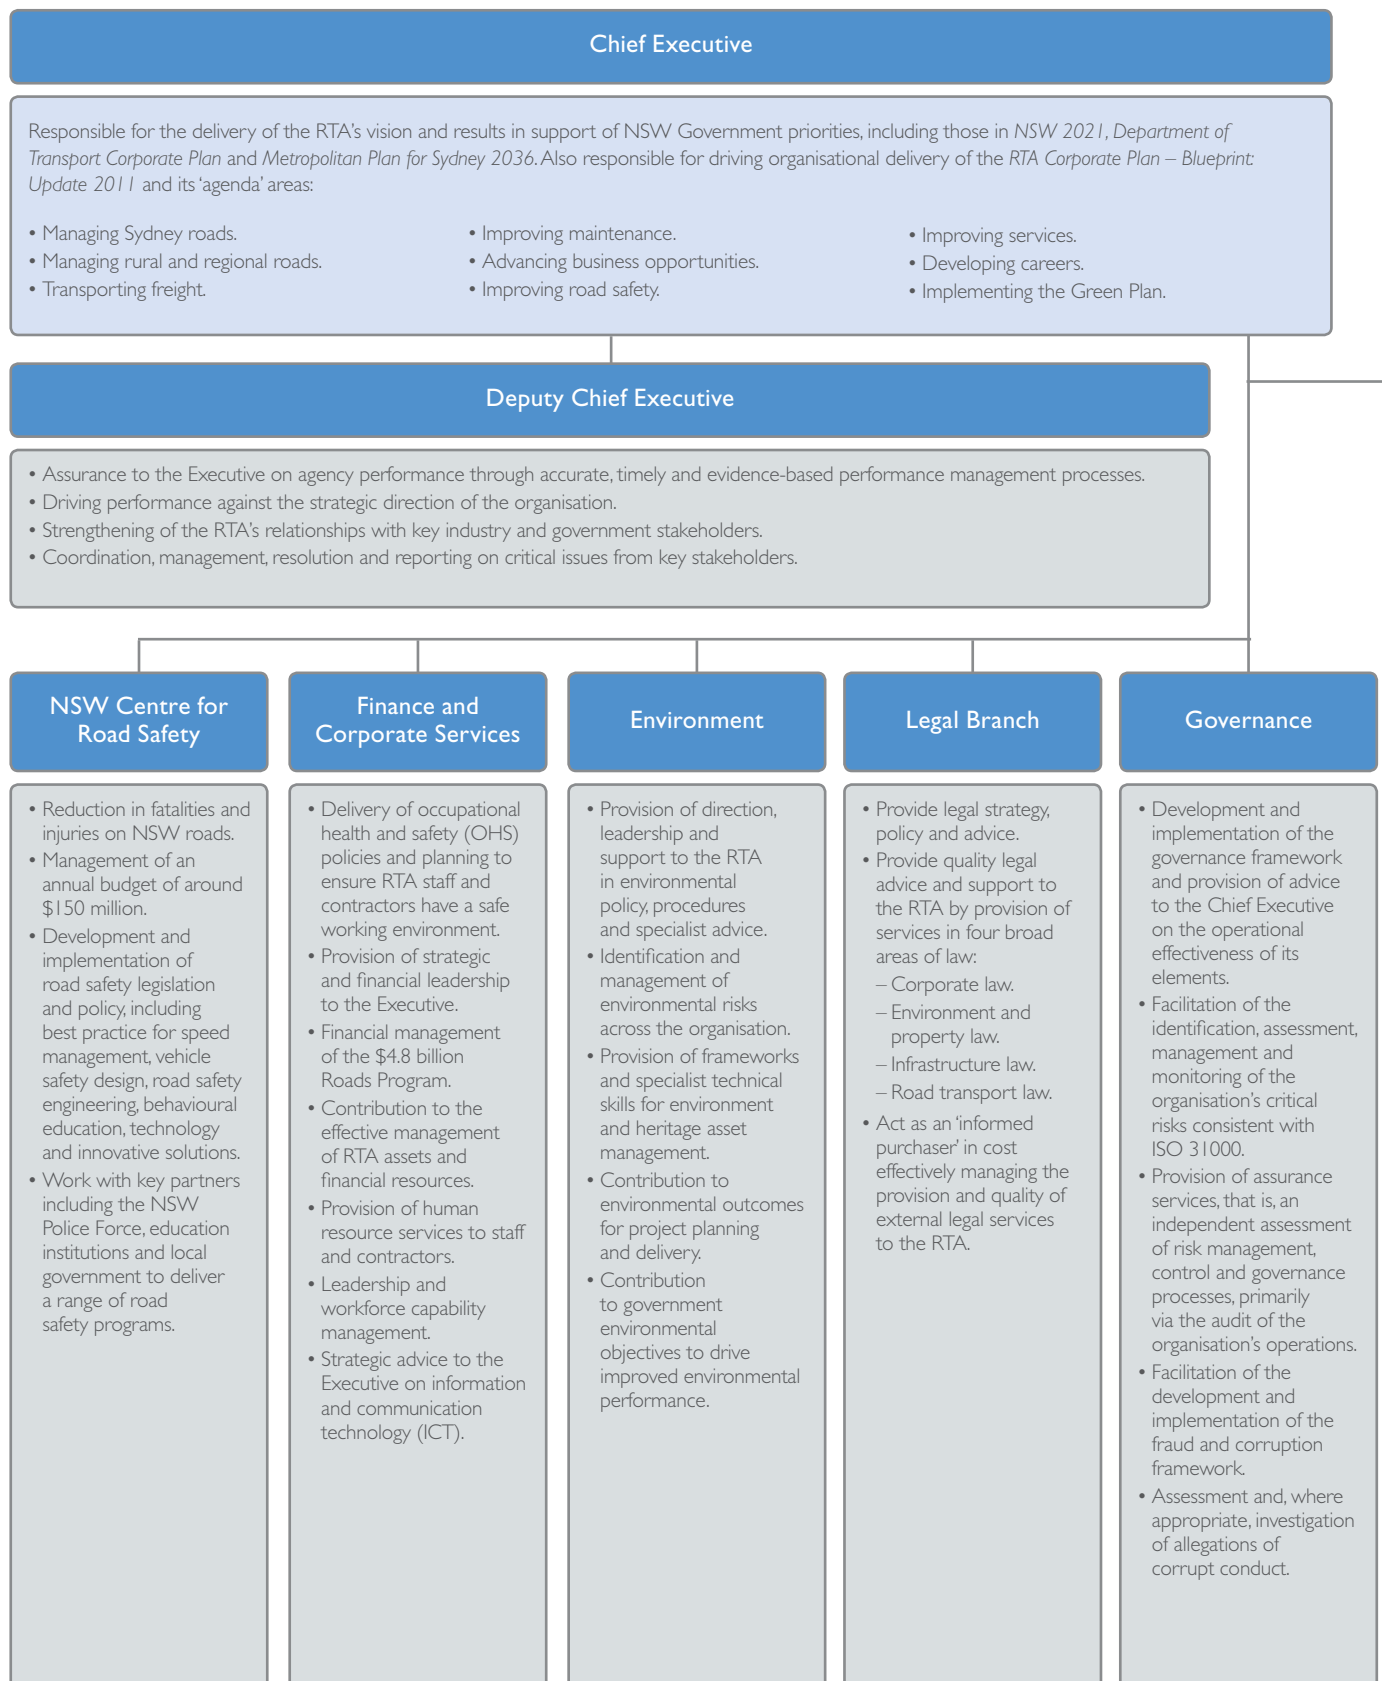 Chief Executive
Responsible for the delivery of the RTA's vision and results in support of NSW Government priorities, including those in NSW 2021, Department of
Transport Corporate Plan and Metropolitan Plan for Sydney 2036. Also responsible for driving organisational delivery of the RTA Corporate Plan – Blueprint:
Update 2011 and its 'agenda' areas:
• Managing Sydney roads.
• Managing rural and regional roads.
• Transporting freight.
• Improving maintenance.
• Advancing business opportunities.
• Improving road safety.
• Improving services.
• Developing careers.
• Implementing the Green Plan.
Deputy Chief Executive
• Assurance to the Executive on agency performance through accurate, timely and evidence-based performance management processes.
• Driving performance against the strategic direction of the organisation.
• Strengthening of the RTA's relationships with key industry and government stakeholders.
• Coordination, management, resolution and reporting on critical issues from key stakeholders.
NSW Centre for
Road Safety
• Reduction in fatalities and
injuries on NSW roads.
• Management of an
annual budget of around
$150 million.
• Development and
implementation of
road safety legislation
and policy, including
best practice for speed
management, vehicle
safety design, road safety
engineering, behavioural
education, technology
and innovative solutions.
• Work with key partners
including the NSW
Police Force, education
institutions and local
government to deliver
a range of road
safety programs.
Finance and
Corporate Services
• Delivery of occupational
health and safety (OHS)
policies and planning to
ensure RTA staff and
contractors have a safe
working environment.
• Provision of strategic
and financial leadership
to the Executive.
• Financial management
of the $4.8 billion
Roads Program.
• Contribution to the
effective management
of RTA assets and
financial resources.
• Provision of human
resource services to staff
and contractors.
• Leadership and
workforce capability
management.
• Strategic advice to the
Executive on information
and communication
technology (ICT).
Environment
• Provision of direction,
leadership and
support to the RTA
in environmental
policy, procedures
and specialist advice.
• Identification and
management of
environmental risks
across the organisation.
• Provision of frameworks
and specialist technical
skills for environment
and heritage asset
management.
• Contribution to
environmental outcomes
for project planning
and delivery.
• Contribution
to government
environmental
objectives to drive
improved environmental
performance.
Legal Branch
• Provide legal strategy,
policy and advice.
• Provide quality legal
advice and support to
the RTA by provision of
services in four broad
areas of law:
– Corporate law.
– Environment and
property law.
– Infrastructure law.
– Road transport law.
• Act as an 'informed
purchaser' in cost
effectively managing the
provision and quality of
external legal services
to the RTA.
Governance
• Development and
implementation of the
governance framework
and provision of advice
to the Chief Executive
on the operational
effectiveness of its
elements.
• Facilitation of the
identification, assessment,
management and
monitoring of the
organisation's critical
risks consistent with
ISO 31000.
• Provision of assurance
services, that is, an
independent assessment
of risk management,
control and governance
processes, primarily
via the audit of the
organisation's operations.
• Facilitation of the
development and
implementation of the
fraud and corruption
framework.
• Assessment and, where
appropriate, investigation
of allegations of
corrupt conduct.